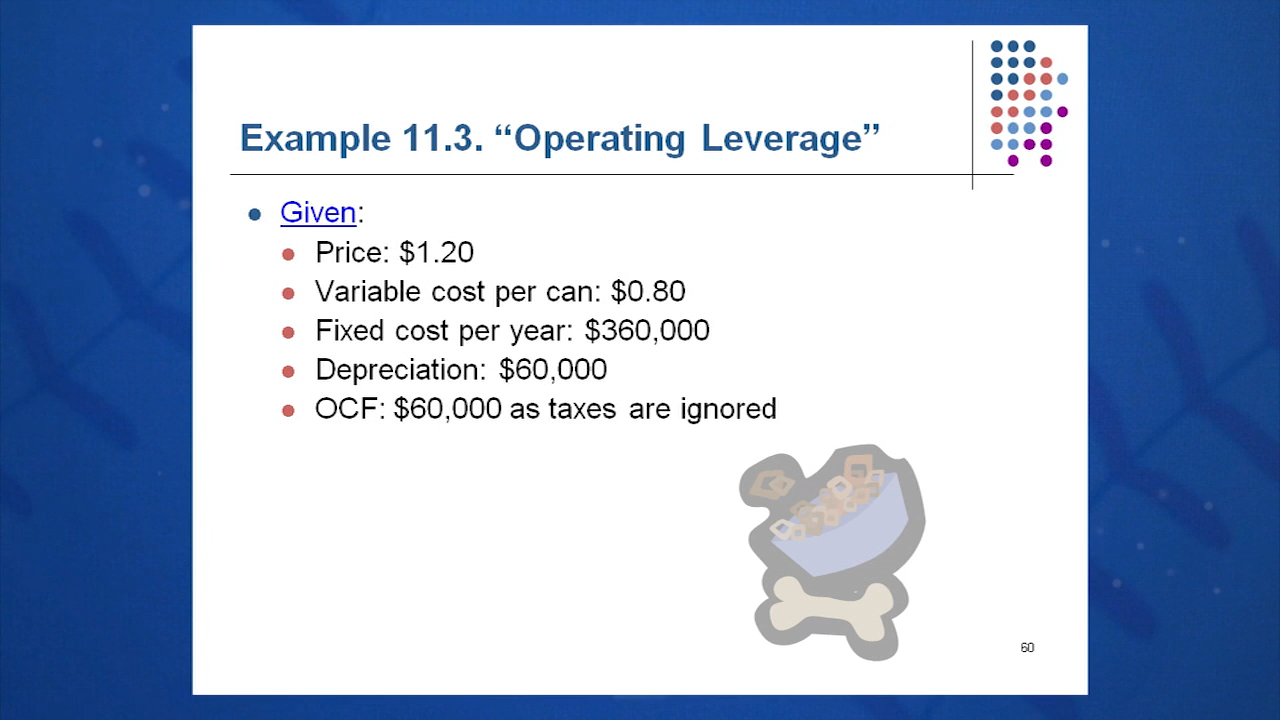 Example 11.3. “Operating Leverage”
Given:
Price: $1.20
Variable cost per can: $0.80
Fixed cost per year: $360,000
Depreciation: $60,000
OCF: $60,000 as taxes are ignored
60